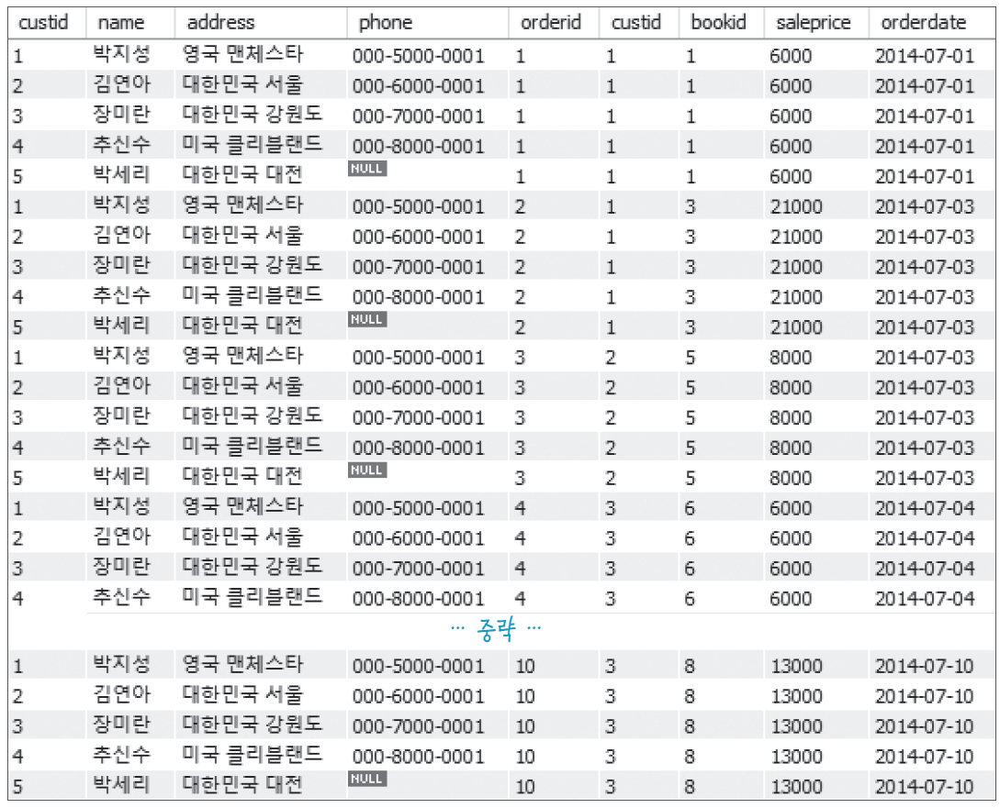 custid name address phone orderid custid bookid saleprice orderdate
1 박지성 영국 맨체스타 000-5000-0001 1 1 1 6000 2014-07-01
2 김연아 대한민국 서울 000-6000-0001 1 1 1 6000 2014-07-01
3 장미란 대한민국 강원도 000-7000-0001 1 1 1 6000 2014-07-01
4 추신수 미국 클리블랜드 000-8000-0001 1 1 1 6000 2014-07-01
5 박세리 대한민국 대전 NULL 1 1 1 6000 2014-07-01
1 박지성 영국 맨체스타 000-5000-0001 2 1 3 21000 2014-07-03
2 김연아 대한민국 서울 000-6000-0001 2 1 3 21000 2014-07-03
3 장미란 대한민국 강원도 000-7000-0001 2 1 3 21000 2014-07-03
4 추신수 미국 클리블랜드 000-8000-0001 2 1 3 21000 2014-07-03
5 박세리 대한민국 대전 NULL 2 1 3 21000 2014-07-03
1 박지성 영국 맨체스타 000-5000-0001 3 2 5 8000 2014-07-03
2 김연아 대한민국 서울 000-6000-0001 3 2 5 8000 2014-07-03
3 장미란 대한민국 강원도 000-7000-0001 3 2 5 8000 2014-07-03
4 추신수 미국 클리블랜드 000-8000-0001 3 2 5 8000 2014-07-03
5 박세리 대한민국 대전 NULL 3 2 5 8000 2014-07-03
1 박지성 영국 맨체스타 000-5000-0001 4 3 6 6000 2014-07-04
2 김연아 대한민국 서울 000-6000-0001 4 3 6 6000 2014-07-04
3 장미란 대한민국 강원도 000-7000-0001 4 3 6 6000 2014-07-04
4 추신수 미국 클리블랜드 000-8000-0001 4 3 6 6000 2014-07-04
… 중략 …
1 박지성 영국 맨체스타 000-5000-0001 10 3 8 13000 2014-07-10
2 김연아 대한민국 서울 000-6000-0001 10 3 8 13000 2014-07-10
3 장미란 대한민국 강원도 000-7000-0001 10 3 8 13000 2014-07-10
4 추신수 미국 클리블랜드 000-8000-0001 10 3 8 13000 2014-07-10
5 박세리 대한민국 대전 NULL 10 3 8 13000 2014-07-10